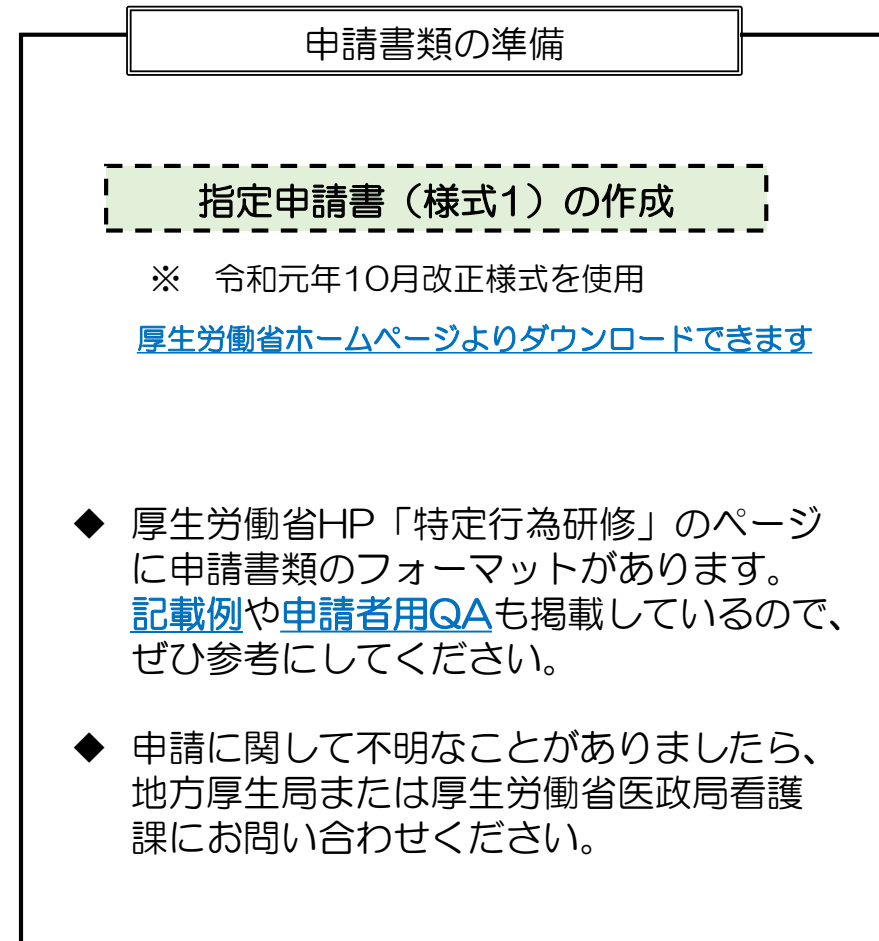 申請書類の準備
指定申請書（様式1）の作成
※　令和元年10月改正様式を使用
厚生労働省ホームページよりダウンロードできます
◆ 厚生労働省HP「特定行為研修」のページ
に申請書類のフォーマットがあります。
記載例や申請者用QAも掲載しているので、
ぜひ参考にしてください。
◆ 申請に関して不明なことがありましたら、
地方厚生局または厚生労働省医政局看護
課にお問い合わせください。